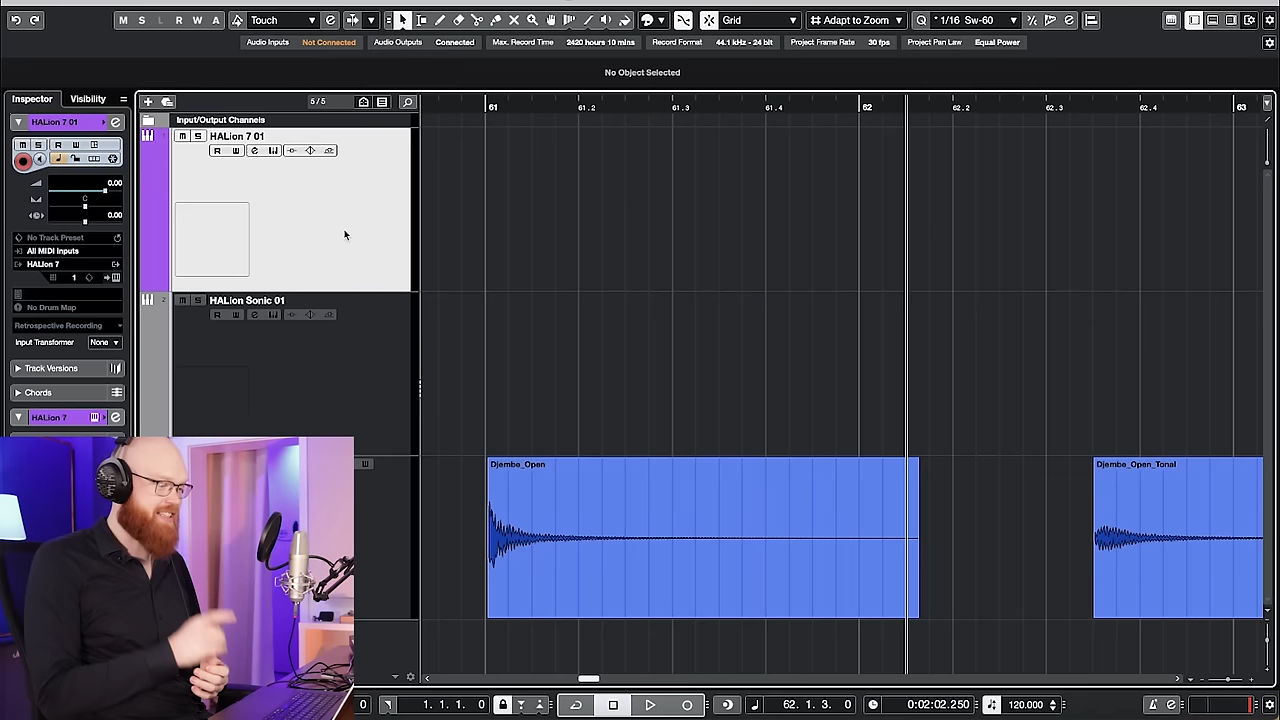 M S L R W A Touch Grid Adapt to Zoom Q 1/16 Sw-60
Audio Inputs Not Connected Audio Outputs Connected Max. Record Time 2420 hours 10 mins Record Format 44.1 kHz - 24 bit Project Frame Rate 30 fps Project Pan Law Equal Power
No Object Selected
Inspector Visibility
5/5
61 61.2 61.3 61.4 62 62.2 62.3 62.4 63
Input/Output Channels
HALion 7 01 e
1 M S HALion 7 01
M S R W
R W e
0.00
C
0.00
No Track Preset
All MIDI Inputs
HALion 7
1
2 M S HALion Sonic 01
No Drum Map
R W e
Retrospective Recording
Input Transformer None
Track Versions
Chords
HALion 7 e
W
Djembe_Open Djembe_Open_Tonal
0 1. 1. 1. 0 62. 1. 3. 0 0:02:02.250 120.000